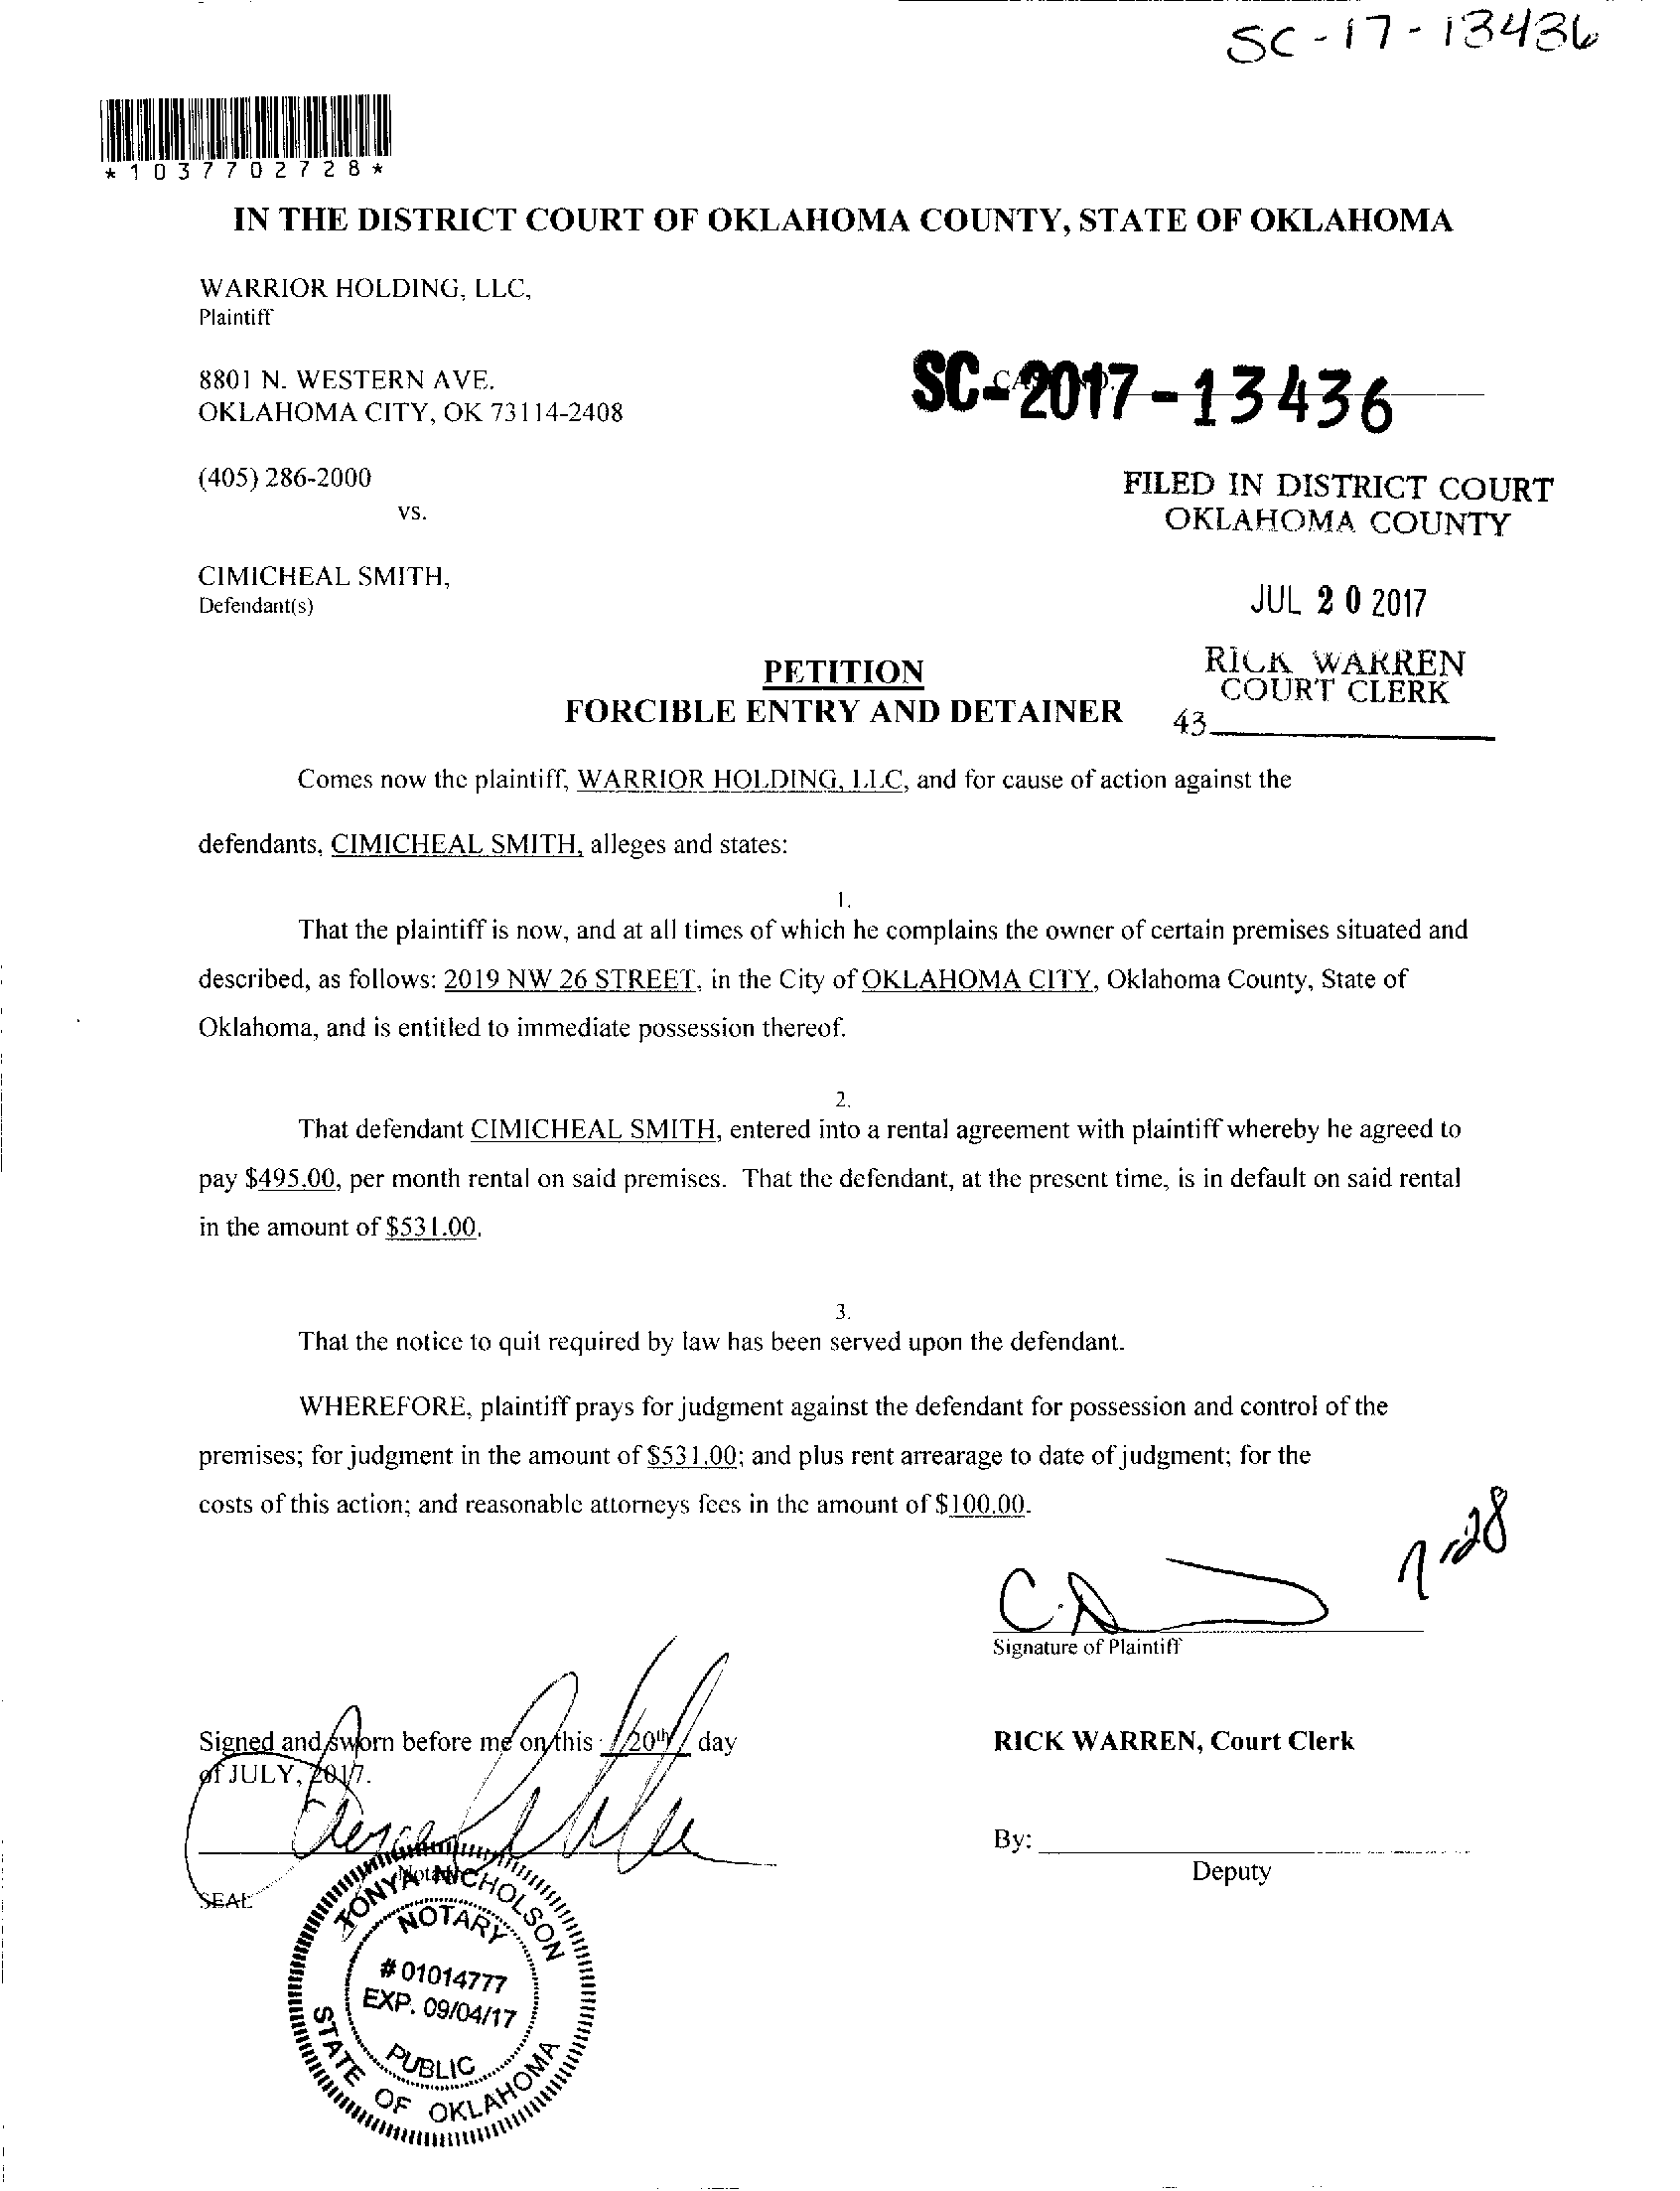 SC-17-13436
*1037702728*
IN THE DISTRICT COURT OF OKLAHOMA COUNTY, STATE OF OKLAHOMA
WARRIOR HOLDING, LLC,
Plaintiff
8801 N. WESTERN AVE.
OKLAHOMA CITY, OK 73114-2408
SC-2017-13436
(405) 286-2000
vs.
FILED IN DISTRICT COURT
OKLAHOMA COUNTY
CIMICHEAL SMITH,
Defendant(s)
JUL 20 2017
RICK WARREN
COURT CLERK
43
PETITION
FORCIBLE ENTRY AND DETAINER
Comes now the plaintiff, WARRIOR HOLDING, LLC, and for cause of action against the
defendants, CIMICHEAL SMITH, alleges and states:
1.
That the plaintiff is now, and at all times of which he complains the owner of certain premises situated and
described, as follows: 2019 NW 26 STREET, in the City of OKLAHOMA CITY, Oklahoma County, State of
Oklahoma, and is entitled to immediate possession thereof.
2.
That defendant CIMICHEAL SMITH, entered into a rental agreement with plaintiff whereby he agreed to
pay $495.00, per month rental on said premises. That the defendant, at the present time, is in default on said rental
in the amount of $531.00.
3.
That the notice to quit required by law has been served upon the defendant.
WHEREFORE, plaintiff prays for judgment against the defendant for possession and control of the
premises; for judgment in the amount of $531.00; and plus rent arrearage to date of judgment; for the
costs of this action; and reasonable attorneys fees in the amount of $100.00.
7-28
Signature of Plaintiff
Signed and sworn before me on this 20th day
of JULY, 2017.
RICK WARREN, Court Clerk
By:
Deputy
Notary
SEAL
TONYA NICHOLSON
NOTARY
# 01014777
EXP. 09/04/17
PUBLIC
STATE OF OKLAHOMA